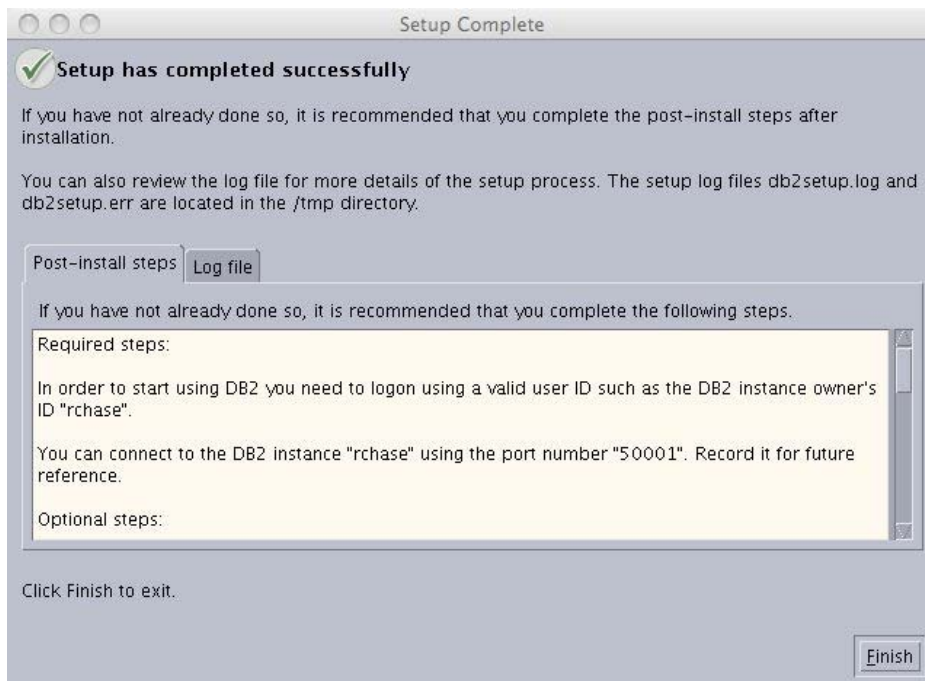 Setup Complete
Setup has completed successfully
If you have not already done so, it is recommended that you complete the post-install steps after
installation.
You can also review the log file for more details of the setup process. The setup log files db2setup.log and
db2setup.err are located in the /tmp directory.
Post-install steps
Log file
If you have not already done so, it is recommended that you complete the following steps.
Required steps:
In order to start using DB2 you need to logon using a valid user ID such as the DB2 instance owner's
ID "rchase".
You can connect to the DB2 instance "rchase" using the port number "50001". Record it for future
reference.
Optional steps:
Click Finish to exit.
Finish